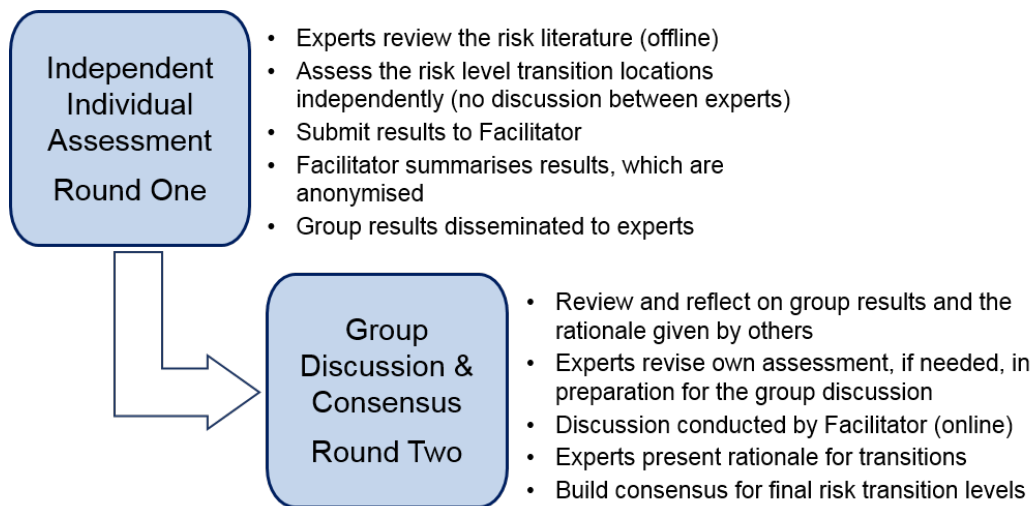 Independent
Individual
Assessment
Round One
• Experts review the risk literature (offline)
• Assess the risk level transition locations
independently (no discussion between experts)
• Submit results to Facilitator
• Facilitator summarises results, which are
anonymised
• Group results disseminated to experts
Group
Discussion &
Consensus
Round Two
• Review and reflect on group results and the
rationale given by others
• Experts revise own assessment, if needed, in
preparation for the group discussion
• Discussion conducted by Facilitator (online)
• Experts present rationale for transitions
• Build consensus for final risk transition levels